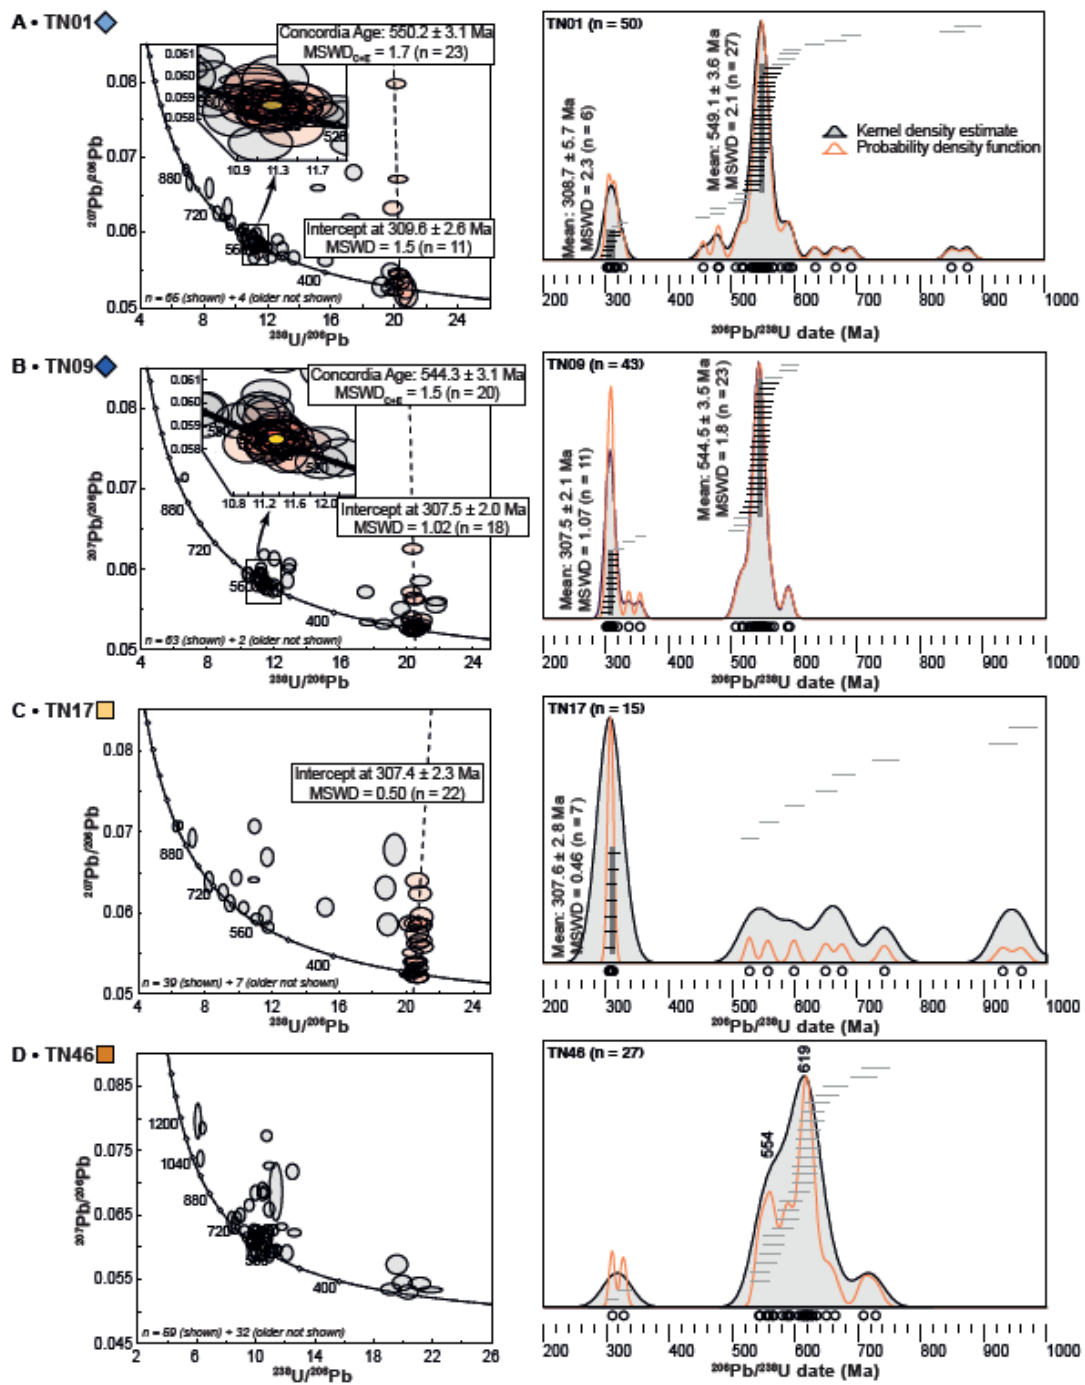 A • TN01
Concordia Age: 550.2 ± 3.1 Ma
MSWD C+E = 1.7 (n = 23)
0.061
0.060
0.059
0.058
10.9 11.3 11.7
528
0.08
0.07
0.06
0.05
207Pb/206Pb
880
720
560
400
Intercept at 309.6 ± 2.6 Ma
MSWD = 1.5 (n = 11)
n = 66 (shown) + 4 (older not shown)
4 8 12 16 20 24
238U/206Pb
TN01 (n = 50)
Mean: 308.7 ± 5.7 Ma
MSWD = 2.3 (n = 6)
Mean: 549.1 ± 3.6 Ma
MSWD = 2.1 (n = 27)
Kernel density estimate
Probability density function
200 300 400 500 600 700 800 900 1000
206Pb/238U date (Ma)
B • TN09
Concordia Age: 544.3 ± 3.1 Ma
MSWD C+E = 1.5 (n = 20)
0.061
0.060
0.059
0.058
10.8 11.2 11.6 12.0
0.08
0.07
0.06
0.05
207Pb/206Pb
880
720
560
400
Intercept at 307.5 ± 2.0 Ma
MSWD = 1.02 (n = 18)
n = 63 (shown) + 2 (older not shown)
4 8 12 16 20 24
238U/206Pb
TN09 (n = 43)
Mean: 307.5 ± 2.1 Ma
MSWD = 1.07 (n = 11)
Mean: 544.5 ± 3.5 Ma
MSWD = 1.8 (n = 23)
200 300 400 500 600 700 800 900 1000
206Pb/238U date (Ma)
C • TN17
0.08
0.07
0.06
0.05
207Pb/206Pb
880
720
560
400
Intercept at 307.4 ± 2.3 Ma
MSWD = 0.50 (n = 22)
n = 39 (shown) + 7 (older not shown)
4 8 12 16 20 24
238U/206Pb
TN17 (n = 15)
Mean: 307.6 ± 2.8 Ma
MSWD = 0.46 (n = 7)
200 300 400 500 600 700 800 900 1000
206Pb/238U date (Ma)
D • TN46
0.085
0.075
0.065
0.055
0.045
207Pb/206Pb
1200
1040
880
720
400
n = 59 (shown) + 32 (older not shown)
2 6 10 14 18 22 26
238U/206Pb
TN46 (n = 27)
554
619
200 300 400 500 600 700 800 900 1000
206Pb/238U date (Ma)